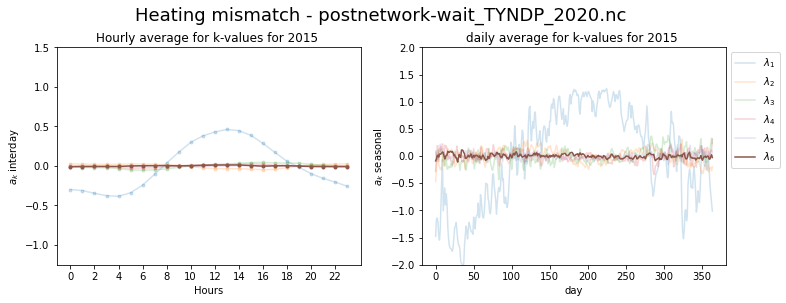 Heating mismatch - postnetwork-wait_TYNDP_2020.nc
Hourly average for k-values for 2015
1.5
1.0
0.5
0.0
−0.5
−1.0
a_k interday
0 2 4 6 8 10 12 14 16 18 20 22
Hours
daily average for k-values for 2015
2.0
1.5
1.0
0.5
0.0
−0.5
−1.0
−1.5
−2.0
a_k seasonal
0 50 100 150 200 250 300 350
day
λ₁
λ₂
λ₃
λ₄
λ₅
λ₆